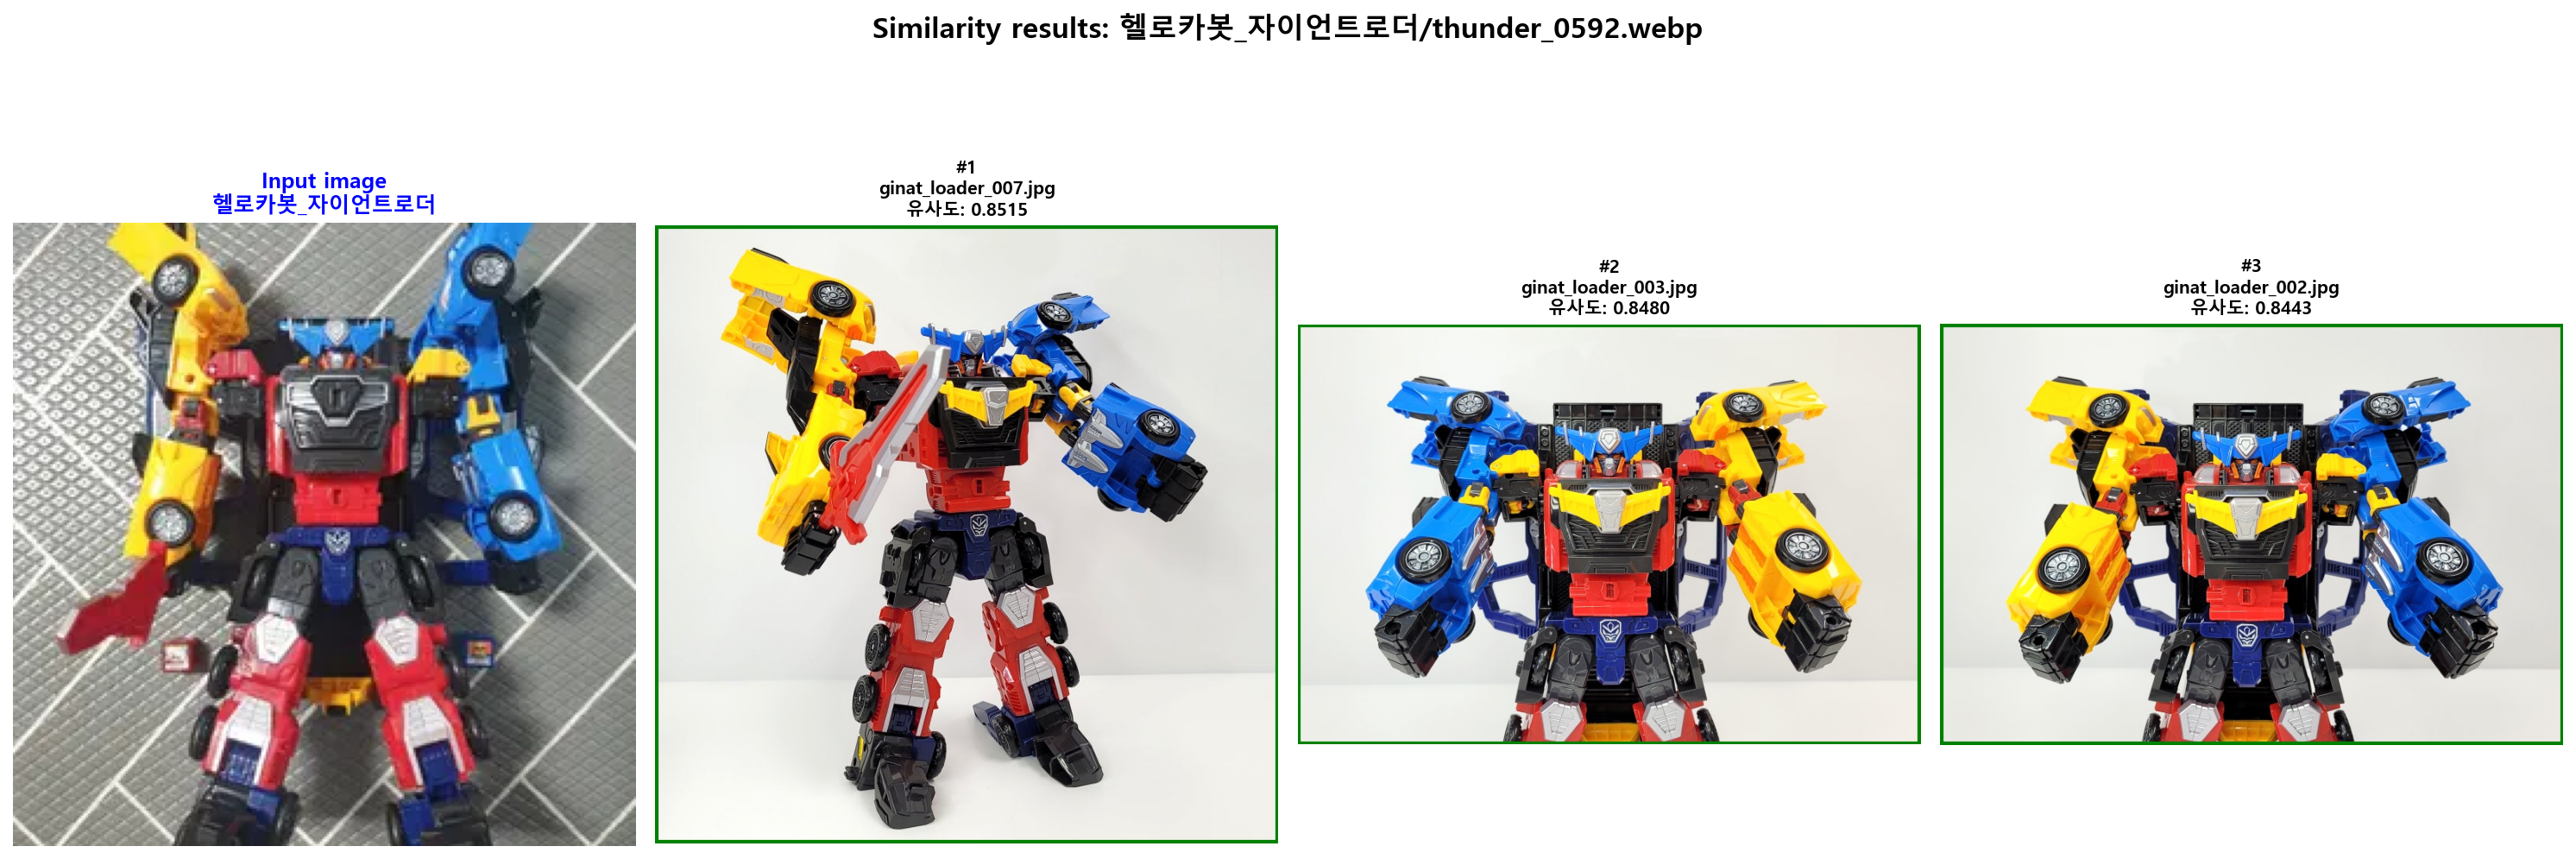 Similarity results: 헬로카봇_자이언트로더/thunder_0592.webp
Input image
헬로카봇_자이언트로더
#1
ginat_loader_007.jpg
유사도: 0.8515
#2
ginat_loader_003.jpg
유사도: 0.8480
#3
ginat_loader_002.jpg
유사도: 0.8443